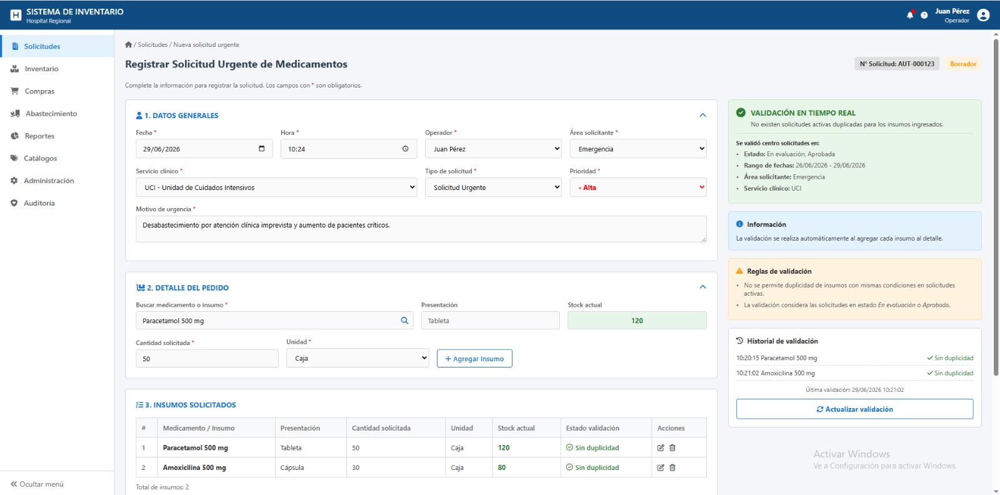 H SISTEMA DE INVENTARIO
Hospital Regional
? Juan Pérez
Operador
Solicitudes
Inventario
Compras
Abastecimiento
Reportes
Catálogos
Administración
Auditoría
Ocultar menú
/ Solicitudes / Nueva solicitud urgente
Registrar Solicitud Urgente de Medicamentos
N° Solicitud: AUT-000123 Borrador
Complete la información para registrar la solicitud. Los campos con * son obligatorios.
1. DATOS GENERALES
Fecha * Hora * Operador * Área solicitante *
29/06/2026 10:24 Juan Pérez Emergencia
Servicio clínico * Tipo de solicitud * Prioridad *
UCI - Unidad de Cuidados Intensivos Solicitud Urgente • Alta
Motivo de urgencia *
Desabastecimiento por atención clínica imprevista y aumento de pacientes críticos.
2. DETALLE DEL PEDIDO
Buscar medicamento o insumo * Presentación Stock actual
Paracetamol 500 mg Tableta 120
Cantidad solicitada * Unidad *
50 Caja + Agregar Insumo
3. INSUMOS SOLICITADOS
# Medicamento / Insumo Presentación Cantidad solicitada Unidad Stock actual Estado validación Acciones
1 Paracetamol 500 mg Tableta 50 Caja 120 Sin duplicidad
2 Amoxicilina 500 mg Cápsula 30 Caja 80 Sin duplicidad
Total de insumos: 2
VALIDACIÓN EN TIEMPO REAL
No existen solicitudes activas duplicadas para los insumos ingresados.
Se validó centro solicitudes en:
• Estado: En evaluación, Aprobada
• Rango de fechas: 26/06/2026 - 29/06/2026
• Área solicitante: Emergencia
• Servicio clínico: UCI
Información
La validación se realiza automáticamente al agregar cada insumo al detalle.
Reglas de validación
• No se permite duplicidad de insumos con mismas condiciones en solicitudes
activas.
• La validación considera las solicitudes en estado En evaluación o Aprobada.
Historial de validación
10:20:15 Paracetamol 500 mg Sin duplicidad
10:21:02 Amoxicilina 500 mg Sin duplicidad
Última validación: 29/06/2026 10:21:02
Actualizar validación
Activar Windows
Ve a Configuración para activar Windows.